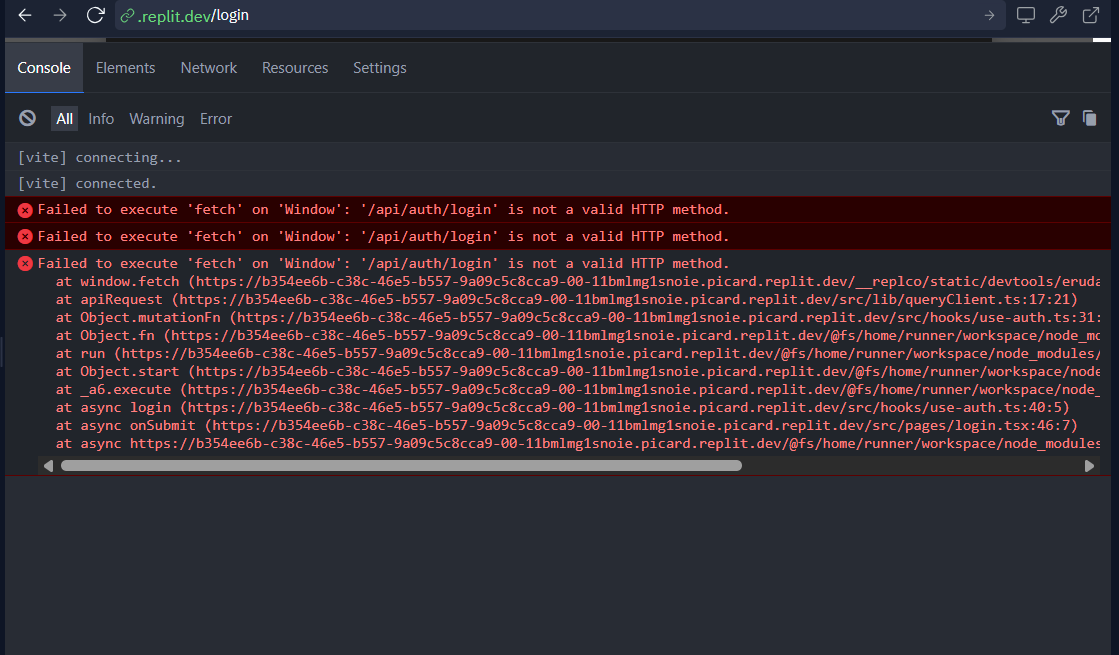 .replit.dev/login
Console Elements Network Resources Settings
All Info Warning Error
[vite] connecting...
[vite] connected.
Failed to execute 'fetch' on 'Window': '/api/auth/login' is not a valid HTTP method.
Failed to execute 'fetch' on 'Window': '/api/auth/login' is not a valid HTTP method.
Failed to execute 'fetch' on 'Window': '/api/auth/login' is not a valid HTTP method.
at window.fetch (https://b354ee6b-c38c-46e5-b557-9a09c5c8cca9-00-11bmlmg1snoie.picard.replit.dev/__replco/static/devtools/eruda
at apiRequest (https://b354ee6b-c38c-46e5-b557-9a09c5c8cca9-00-11bmlmg1snoie.picard.replit.dev/src/lib/queryClient.ts:17:21)
at Object.mutationFn (https://b354ee6b-c38c-46e5-b557-9a09c5c8cca9-00-11bmlmg1snoie.picard.replit.dev/src/hooks/use-auth.ts:31:
at Object.fn (https://b354ee6b-c38c-46e5-b557-9a09c5c8cca9-00-11bmlmg1snoie.picard.replit.dev/@fs/home/runner/workspace/node_mo
at run (https://b354ee6b-c38c-46e5-b557-9a09c5c8cca9-00-11bmlmg1snoie.picard.replit.dev/@fs/home/runner/workspace/node_modules/
at Object.start (https://b354ee6b-c38c-46e5-b557-9a09c5c8cca9-00-11bmlmg1snoie.picard.replit.dev/@fs/home/runner/workspace/node
at _a6.execute (https://b354ee6b-c38c-46e5-b557-9a09c5c8cca9-00-11bmlmg1snoie.picard.replit.dev/@fs/home/runner/workspace/node_
at async login (https://b354ee6b-c38c-46e5-b557-9a09c5c8cca9-00-11bmlmg1snoie.picard.replit.dev/src/hooks/use-auth.ts:40:5)
at async onSubmit (https://b354ee6b-c38c-46e5-b557-9a09c5c8cca9-00-11bmlmg1snoie.picard.replit.dev/src/pages/login.tsx:46:7)
at async https://b354ee6b-c38c-46e5-b557-9a09c5c8cca9-00-11bmlmg1snoie.picard.replit.dev/@fs/home/runner/workspace/node_modules